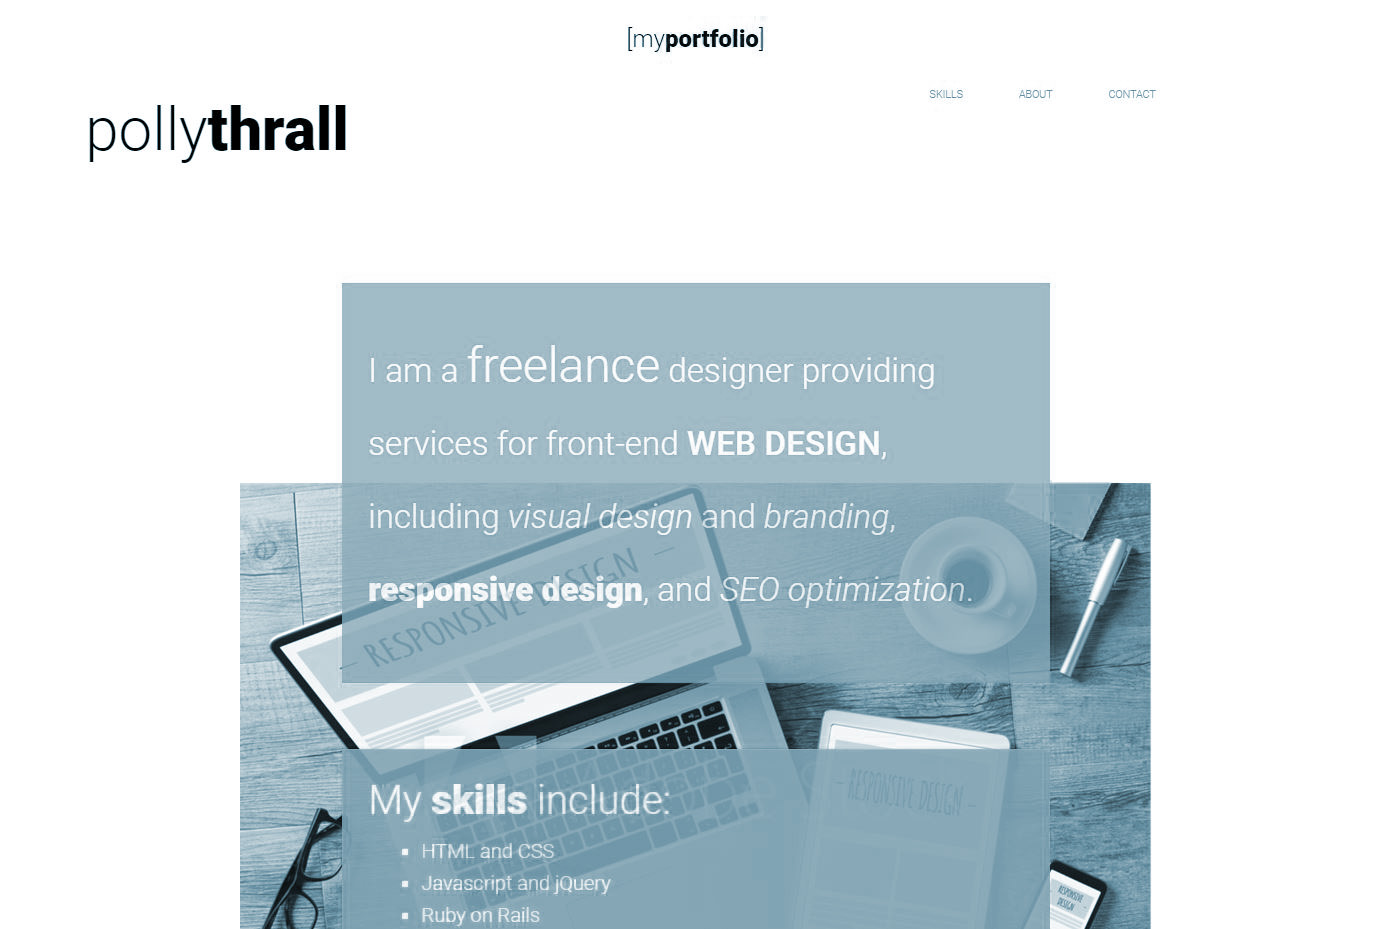 [myportfolio]
SKILLS ABOUT CONTACT
pollythrall
I am a freelance designer providing
services for front-end WEB DESIGN,
including visual design and branding,
responsive design, and SEO optimization.
— RESPONSIVE DESIGN —
My skills include:
— RESPONSIVE DESIGN —
HTML and CSS
Javascript and jQuery
Ruby on Rails
RESPONSIVE
DESIGN